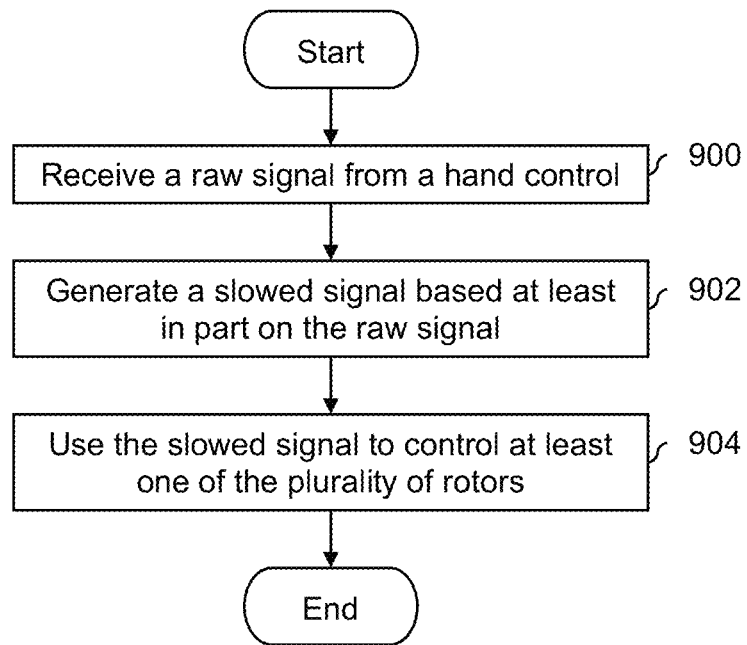 Start
Receive a raw signal from a hand control
900
Generate a slowed signal based at least
in part on the raw signal
902
Use the slowed signal to control at least
one of the plurality of rotors
904
End